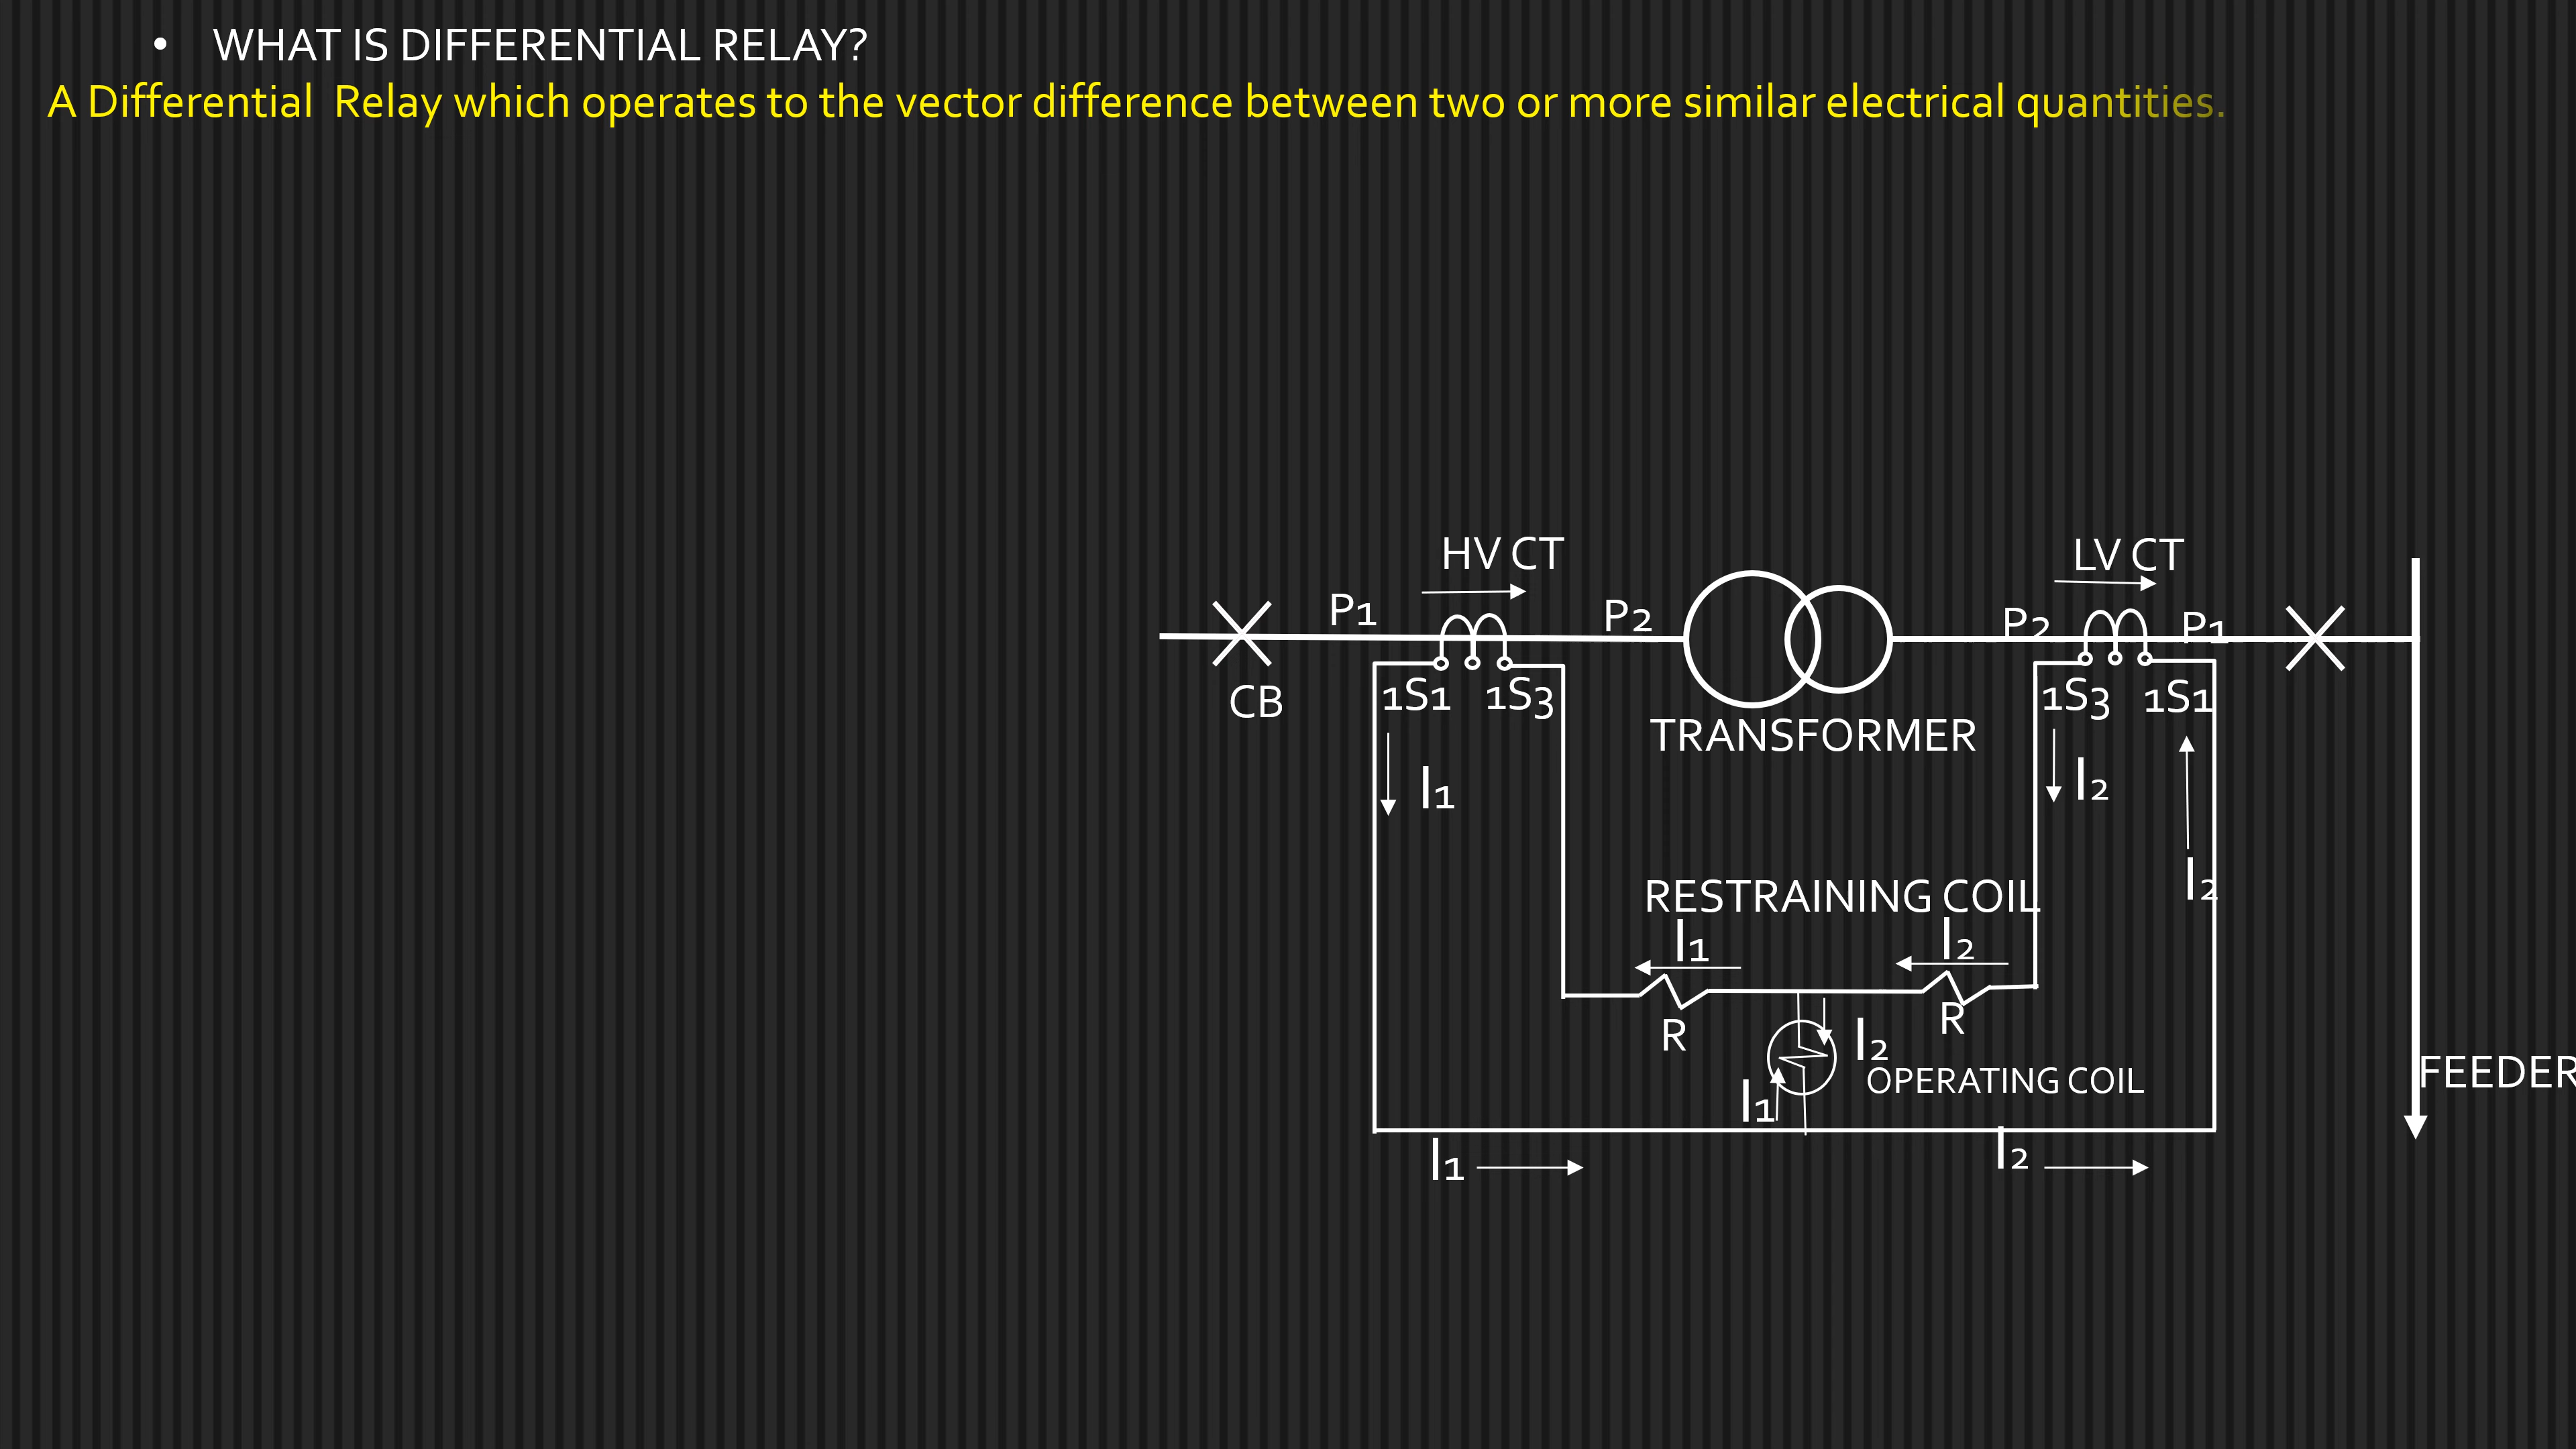 • WHAT IS DIFFERENTIAL RELAY?
A Differential Relay which operates to the vector difference between two or more similar electrical quantities.
HV CT
LV CT
P1
P2
P2
P1
CB
1S1
1S3
TRANSFORMER
1S3
1S1
I1
I2
I2
RESTRAINING COIL
I1
I2
R
R
I2
OPERATING COIL
I1
FEEDER
I1
I2